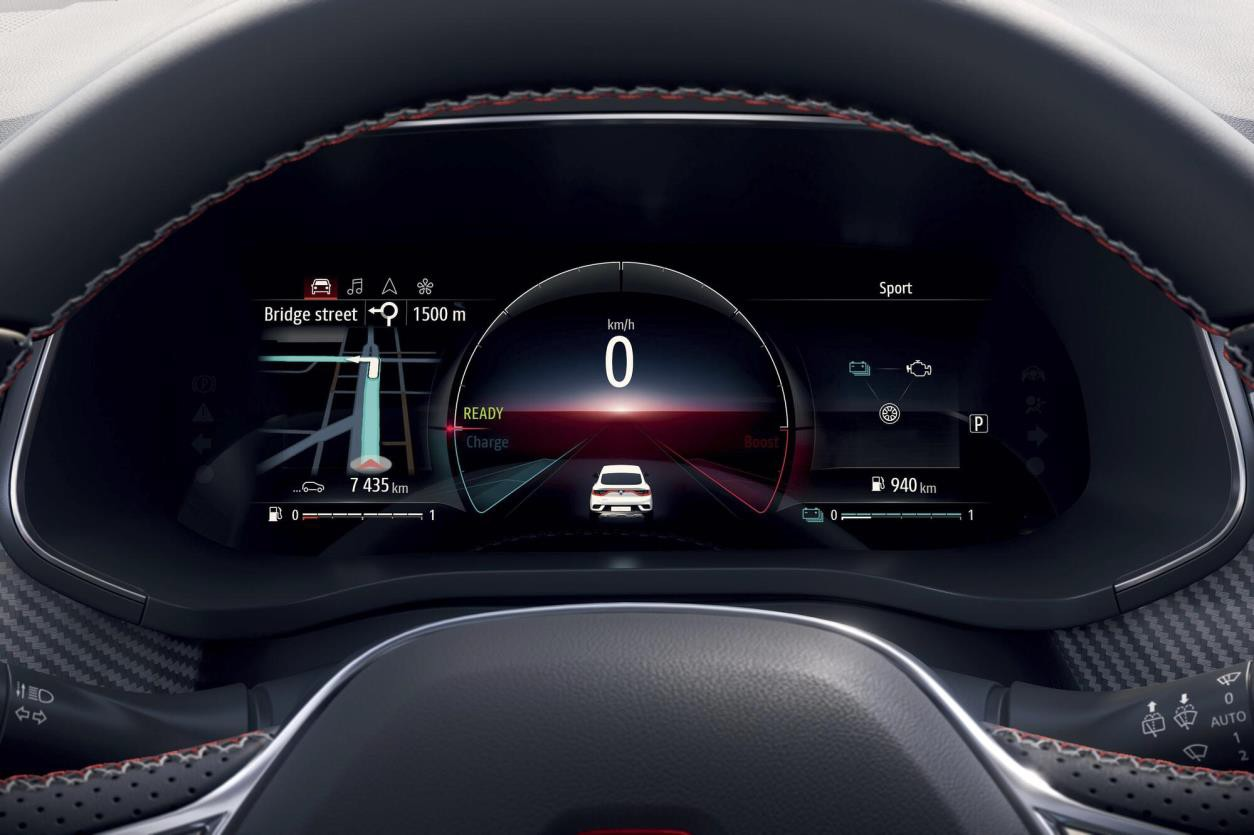 Sport
Bridge street
1500 m
km/h
0
READY
Charge
Boost
P
7 435 km
940 km
0 1
0 1
0
AUTO
1
2